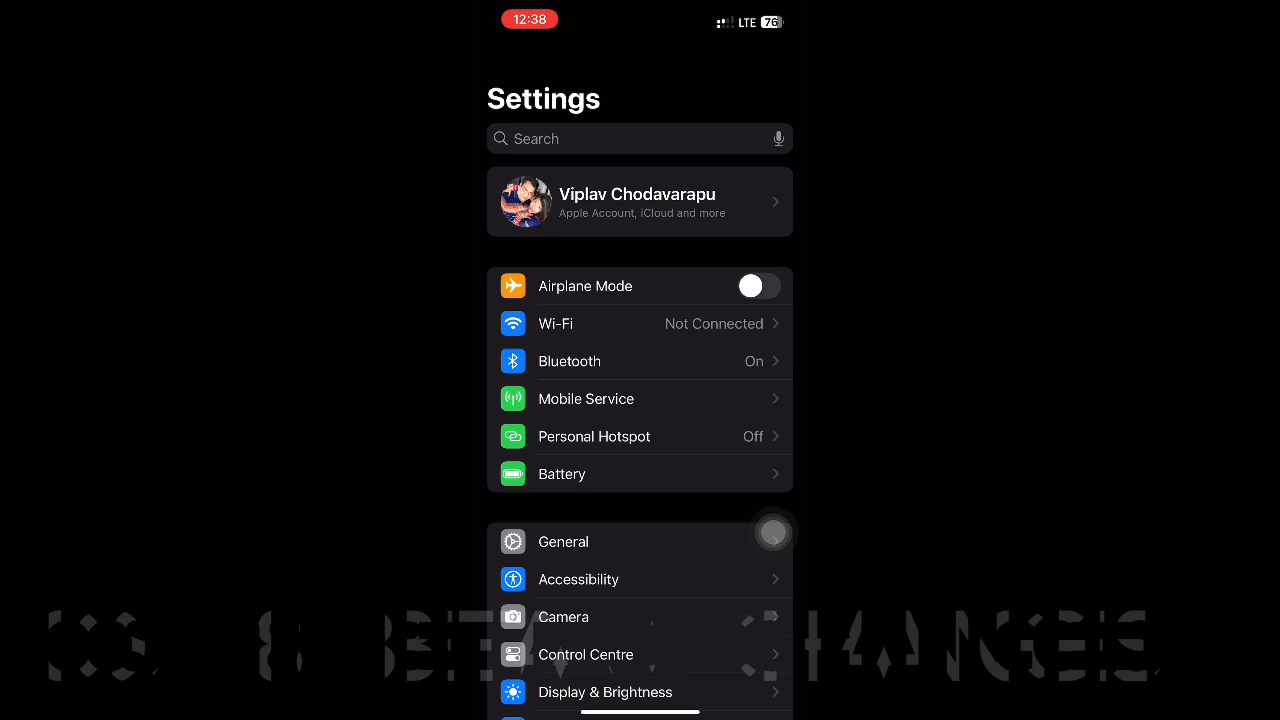 12:38
LTE 76
Settings
Search
Viplav Chodavarapu
Apple Account, iCloud and more
Airplane Mode
Wi-Fi Not Connected
Bluetooth On
Mobile Service
Personal Hotspot Off
Battery
General
Accessibility
Camera
Control Centre
Display & Brightness